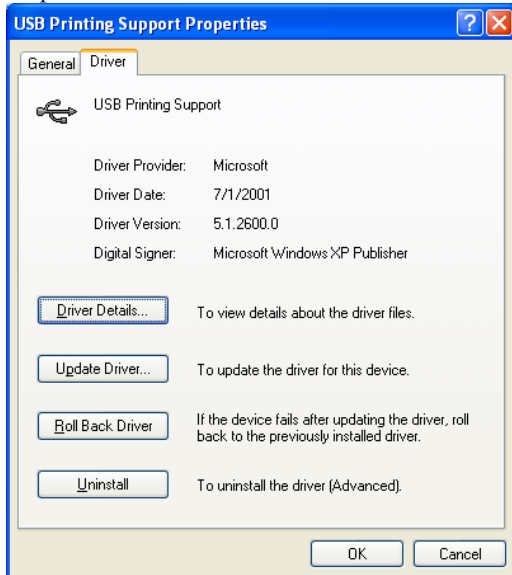 USB Printing Support Properties
General Driver
USB Printing Support
Driver Provider: Microsoft
Driver Date: 7/1/2001
Driver Version: 5.1.2600.0
Digital Signer: Microsoft Windows XP Publisher
Driver Details... To view details about the driver files.
Update Driver... To update the driver for this device.
Roll Back Driver If the device fails after updating the driver, roll
back to the previously installed driver.
Uninstall To uninstall the driver (Advanced).
OK Cancel